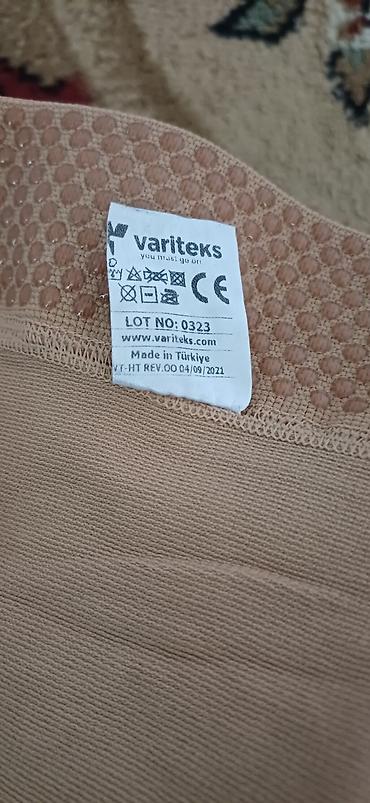 variteks
you must go on
CE
LOT NO: 0323
www.variteks.com
Made in Türkiye
VT-HT REV.00 04/09/2021